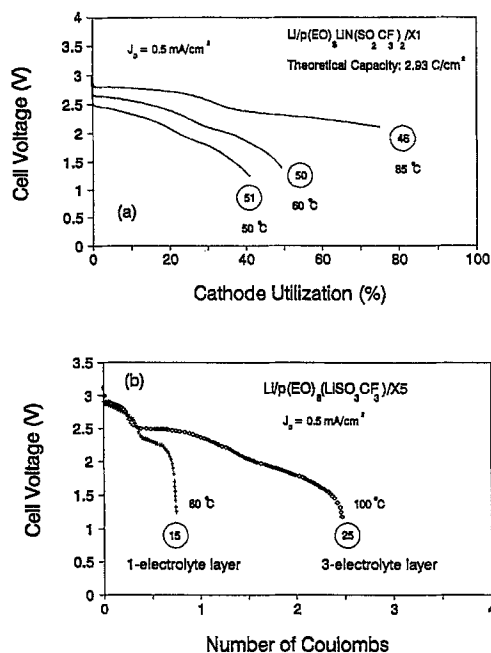 (a)
J_D = 0.5 mA/cm²
Li/p(EO)₈LiN(SO₂CF₃)₂/X1
Theoretical Capacity: 2.93 C/cm²
Cell Voltage (V)
4
3.5
3
2.5
2
1.5
1
0.5
0
46
85 °C
50
60 °C
51
50 °C
0
20
40
60
80
100
Cathode Utilization (%)
(b)
Li/p(EO)₈(LiSO₃CF₃)/X5
J_D = 0.5 mA/cm²
Cell Voltage (V)
3.5
3
2.5
2
1.5
1
0.5
0
°C
100 °C
15
25
1-electrolyte layer
3-electrolyte layer
0
1
2
3
4
Number of Coulombs